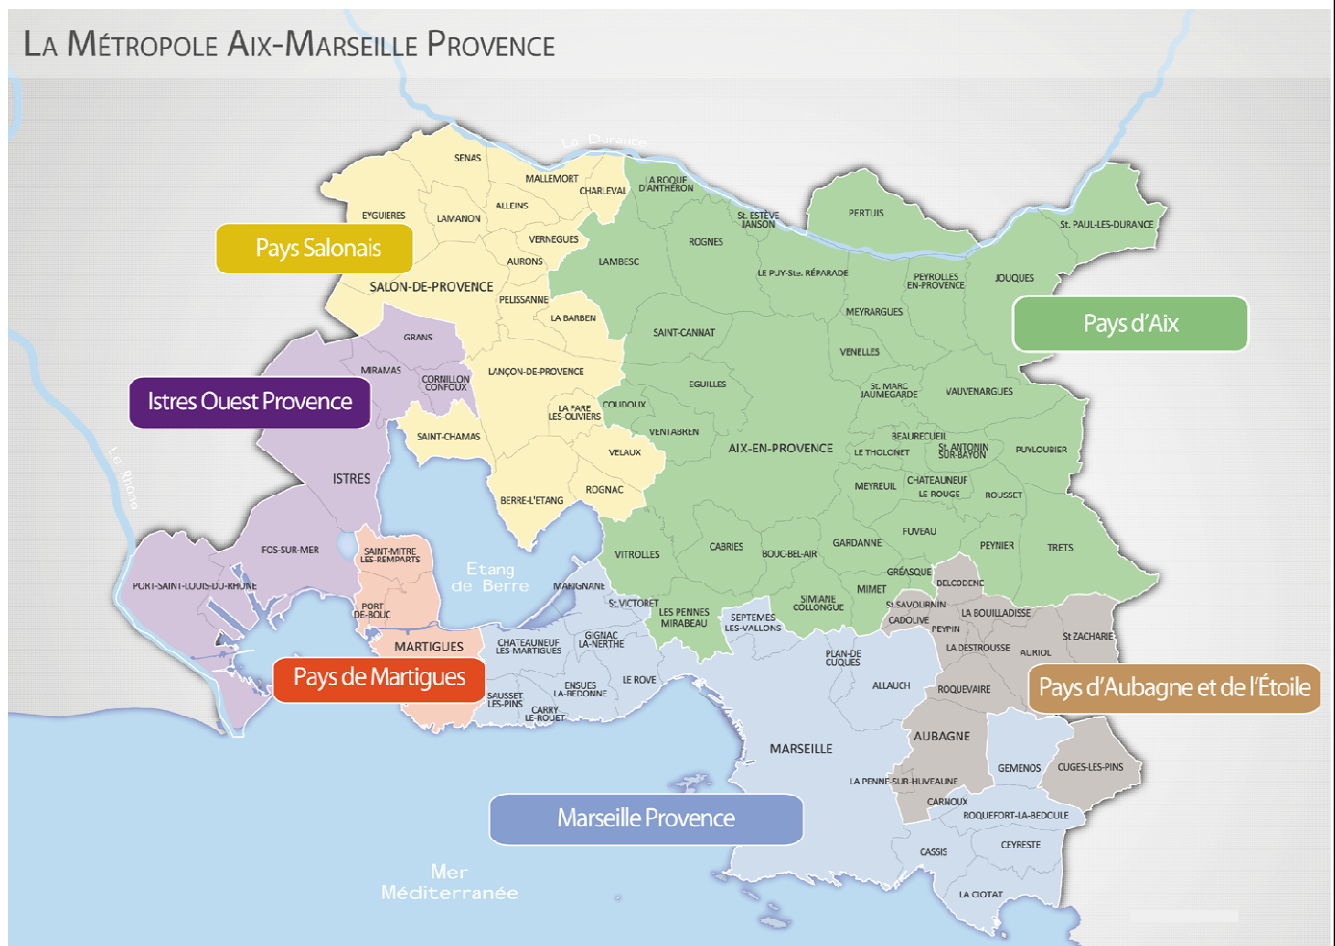 LA MÉTROPOLE AIX-MARSEILLE PROVENCE
La Durance
SENAS
MALLEMORT
CHARLEVAL
LA ROQUE
D'ANTHÉRON
ALLEINS
EYGUIERES
LAMANON
VERNEGUES
AURONS
Pays Salonais
SALON-DE-PROVENCE
PELISSANNE
LA BARBEN
LAMBESC
ROGNES
St. ESTÈVE
JANSON
PERTUIS
St. PAUL-LES-DURANCE
LE PUY-Ste. RÉPARADE
PEYROLLES
EN-PROVENCE
JOUQUES
MEYRARGUES
Pays d'Aix
SAINT-CANNAT
VENELLES
GRANS
MIRAMAS
CORNILLON
CONFOUX
LANÇON-DE-PROVENCE
EGUILLES
St. MARC
JAUMEGARDE
VAUVENARGUES
Istres Ouest Provence
LA FARE
LES OLIVIERS
COUDOUX
VENTABREN
SAINT-CHAMAS
AIX-EN-PROVENCE
BEAURECUEIL
LE THOLONET
St. ANTONIN
SUR-BAYON
PUYLOUBIER
VELAUX
Le Rhône
ISTRES
ROGNAC
BERRE-L'ETANG
MEYREUIL
CHATEAUNEUF
LE ROUGE
ROUSSET
FUVEAU
FOS-SUR-MER
SAINT-MITRE
LES-REMPARTS
VITROLLES
CABRIES
BOUC-BEL-AIR
GARDANNE
PEYNIER
TRETS
Etang
de Berre
GRÉASQUE
BELCODENE
PORT-SAINT-LOUIS-DU-RHONE
MARIGNANE
MIMET
PORT
DE-BOUC
St. VICTORET
LES PENNES
MIRABEAU
SEPTEMES
LES-VALLONS
SIMIANE
COLLONGUE
St SAVOURNIN
CADOLIVE
PEYPIN
LA BOUILLADISSE
LA DESTROUSSE
AURIOL
St ZACHARIE
MARTIGUES
CHATEAUNEUF
LES-MARTIGUES
GIGNAC
LA-NERTHE
PLAN-DE
CUQUES
Pays de Martigues
SAUSSET
LES-PINS
ENSUES
LA-REDONNE
LE ROVE
CARRY
LE-ROUET
ALLAUCH
ROQUEVAIRE
Pays d'Aubagne et de l'Étoile
MARSEILLE
AUBAGNE
GEMENOS
CUGES-LES-PINS
LA PENNE-SUR-HUVEAUNE
Marseille Provence
CARNOUX
ROQUEFORT-LA-BEDOULE
CASSIS
CEYRESTE
Mer
Méditerranée
LA CIOTAT